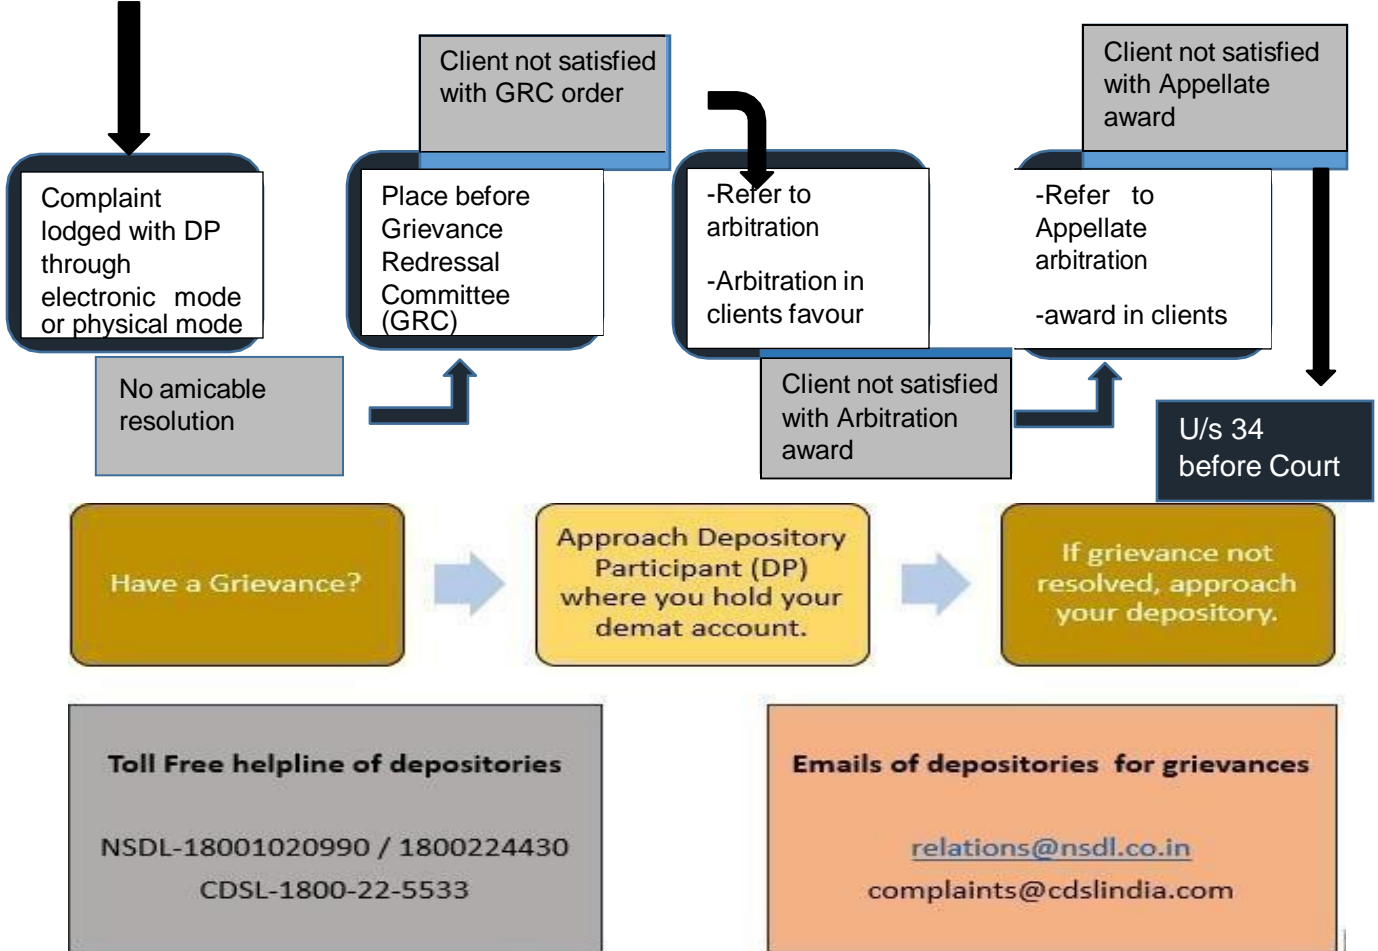 Complaint
lodged with DP
through
electronic mode
or physical mode
No amicable
resolution
Place before
Grievance
Redressal
Committee
(GRC)
Client not satisfied
with GRC order
-Refer to
arbitration
-Arbitration in
clients favour
Client not satisfied
with Arbitration
award
-Refer to
Appellate
arbitration
-award in clients
Client not satisfied
with Appellate
award
U/s 34
before Court
Have a Grievance?
Approach Depository
Participant (DP)
where you hold your
demat account.
If grievance not
resolved, approach
your depository.
Toll Free helpline of depositories
NSDL-18001020990 / 1800224430
CDSL-1800-22-5533
Emails of depositories for grievances
relations@nsdl.co.in
complaints@cdslindia.com